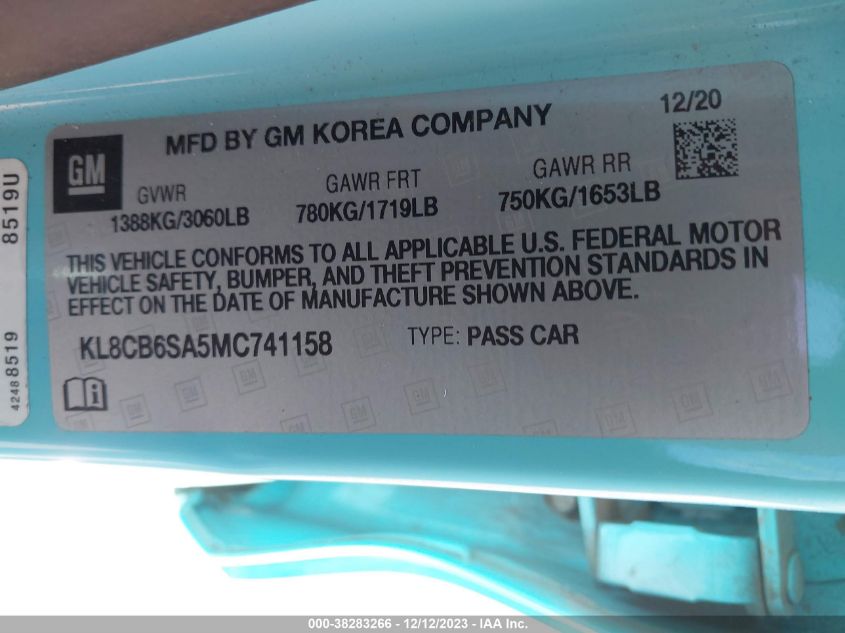 MFD BY GM KOREA COMPANY
12/20
GM
GVWR
1388KG/3060LB
GAWR FRT
780KG/1719LB
GAWR RR
750KG/1653LB
THIS VEHICLE CONFORMS TO ALL APPLICABLE U.S. FEDERAL MOTOR
VEHICLE SAFETY, BUMPER, AND THEFT PREVENTION STANDARDS IN
EFFECT ON THE DATE OF MANUFACTURE SHOWN ABOVE.
KL8CB6SA5MC741158
TYPE: PASS CAR
42488519
8519U
000-38283266 - 12/12/2023 - IAA Inc.